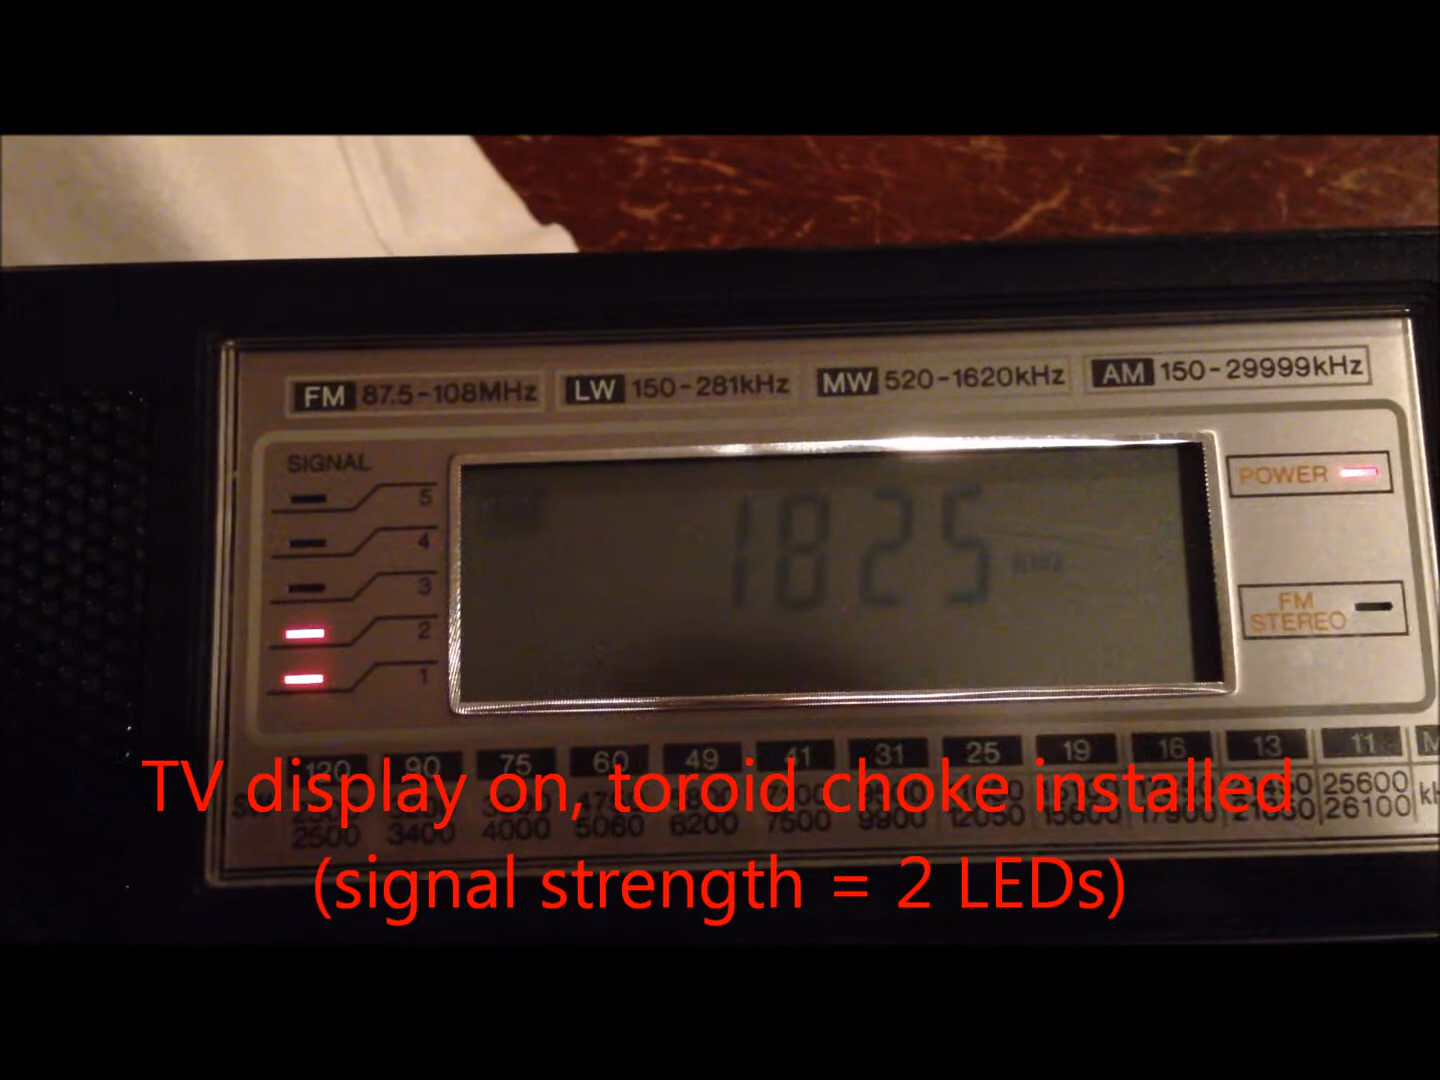 FM 87.5-108MHz LW 150-281kHz MW 520-1620kHz AM 150-29999kHz
SIGNAL
5
4
3
2
1
1825
POWER
FM
STEREO
120 90 75 60 49 41 31 25 19 16 13 11
25600
2500 3400 4000 5060 6200 7500 9900 12050 15600 17900 26100
TV display on, toroid choke installed
(signal strength = 2 LEDs)